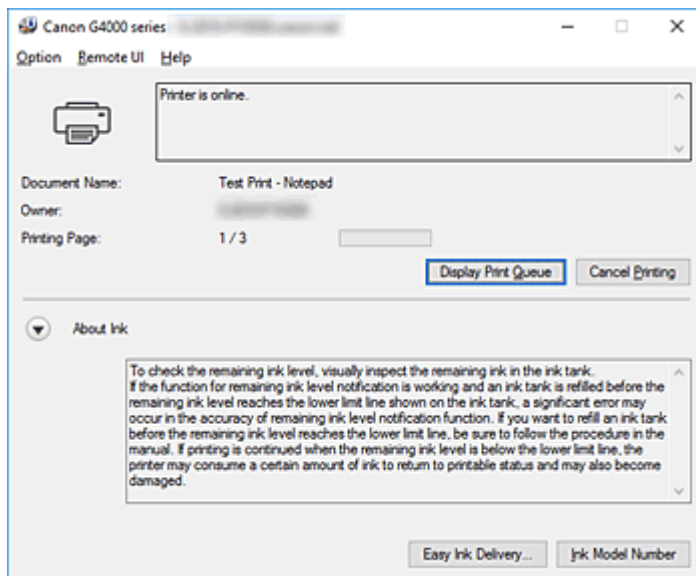 Canon G4000 series
Option Remote UI Help
Printer is online.
Document Name: Test Print - Notepad
Owner:
Printing Page: 1 / 3
Display Print Queue Cancel Printing
About Ink
To check the remaining ink level, visually inspect the remaining ink in the ink tank.
If the function for remaining ink level notification is working and an ink tank is refilled before the
remaining ink level reaches the lower limit line shown on the ink tank, a significant error may
occur in the accuracy of remaining ink level notification function. If you want to refill an ink tank
before the remaining ink level reaches the lower limit line, be sure to follow the procedure in the
manual. If printing is continued when the remaining ink level is below the lower limit line, the
printer may consume a certain amount of ink to return to printable status and may also become
damaged.
Easy Ink Delivery... Ink Model Number